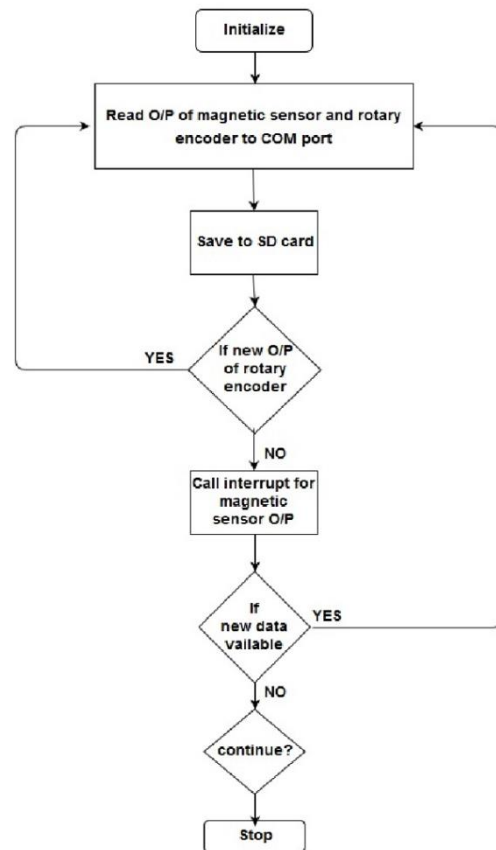 Initialize
Read O/P of magnetic sensor and rotary
encoder to COM port
Save to SD card
If new O/P
of rotary
encoder
YES
NO
Call interrupt for
magnetic
sensor O/P
If
new data
vailable
YES
NO
continue?
Stop